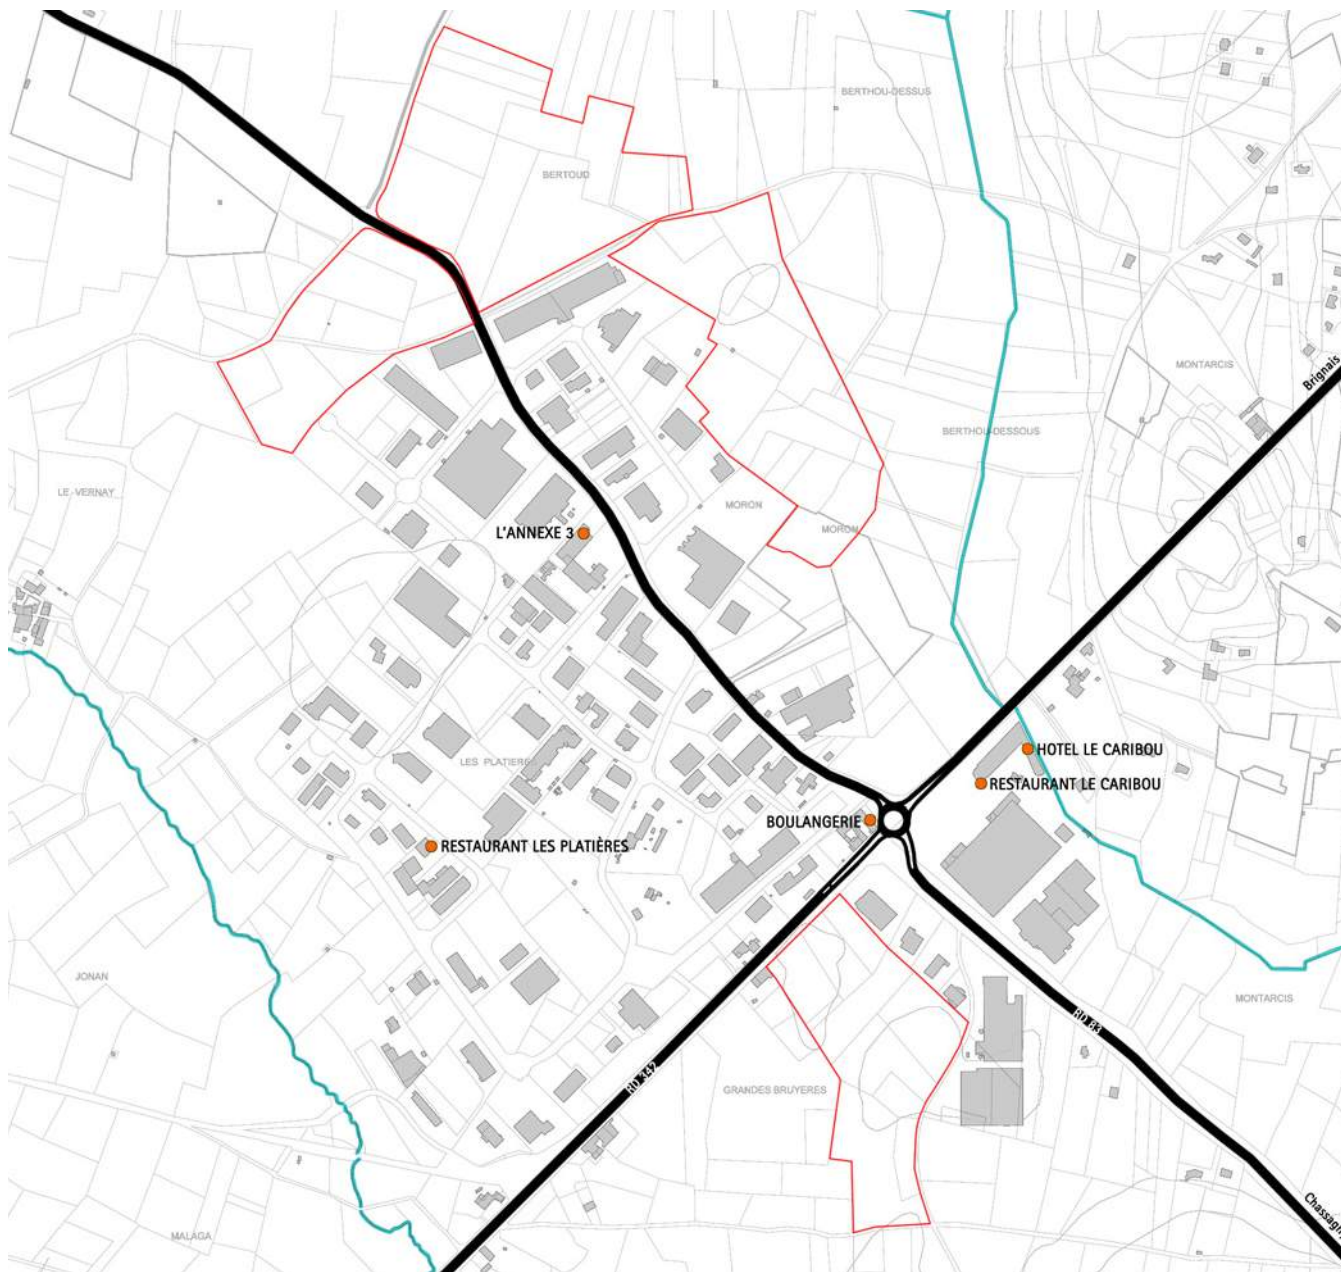 BERTHOU-DESSUS
BERTOUD
MONTARCIS
Brignais
BERTHOU-DESSOUS
LE VERNAY
MORON
MORON
L'ANNEXE 3
HOTEL LE CARIBOU
LES PLATIERES
RESTAURANT LE CARIBOU
BOULANGERIE
RESTAURANT LES PLATIÈRES
JONAN
MONTARCIS
RD 83
RD 342
GRANDES BRUYERES
MALAGA
Chassagny